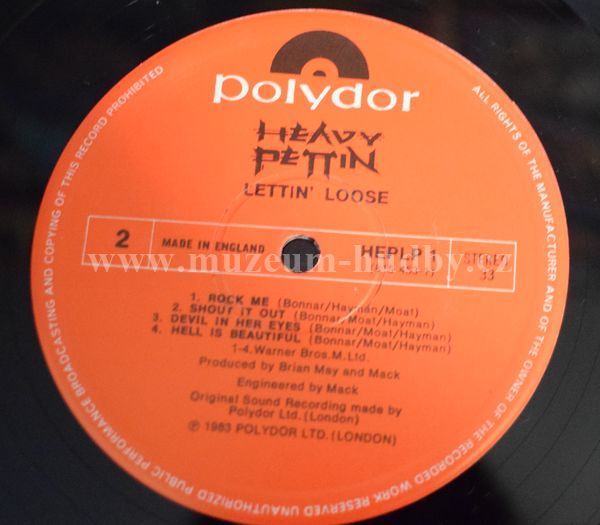 polydor
HEAVY
PETTIN
LETTIN' LOOSE
2 MADE IN ENGLAND HEPLP 1 STEREO 33
1. ROCK ME (Bonnar/Hayman/Moat)
2. SHOUT IT OUT (Bonnar/Moat/Hayman)
3. DEVIL IN HER EYES (Bonnar/Moat/Hayman)
4. HELL IS BEAUTIFUL (Bonnar/Moat/Hayman)
1-4. Warner Bros. M. Ltd.
Produced by Brian May and Mack
Engineered by Mack
Original Sound Recording made by
Polydor Ltd. (London)
℗ 1983 POLYDOR LTD. (LONDON)
ALL RIGHTS OF THE MANUFACTURER AND OF THE OWNER OF THE RECORDED WORK RESERVED UNAUTHORIZED PUBLIC PERFORMANCE BROADCASTING AND COPYING OF THIS RECORD PROHIBITED
www.muzeum-hudby.cz